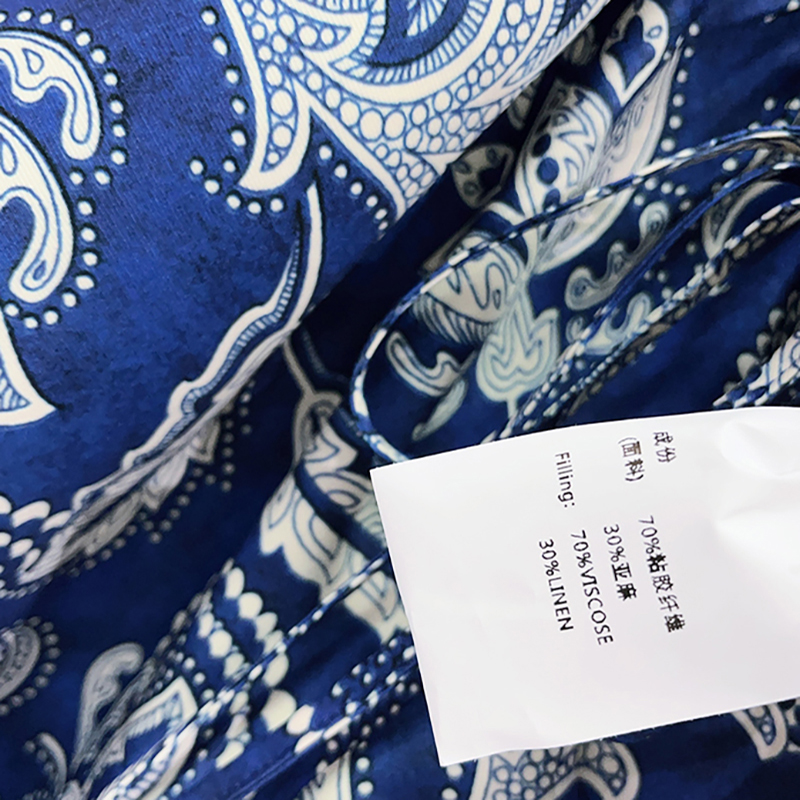 成份
(面料)
70%粘胶纤维
30%亚麻
Filling:
70%VISCOSE
30%LINEN